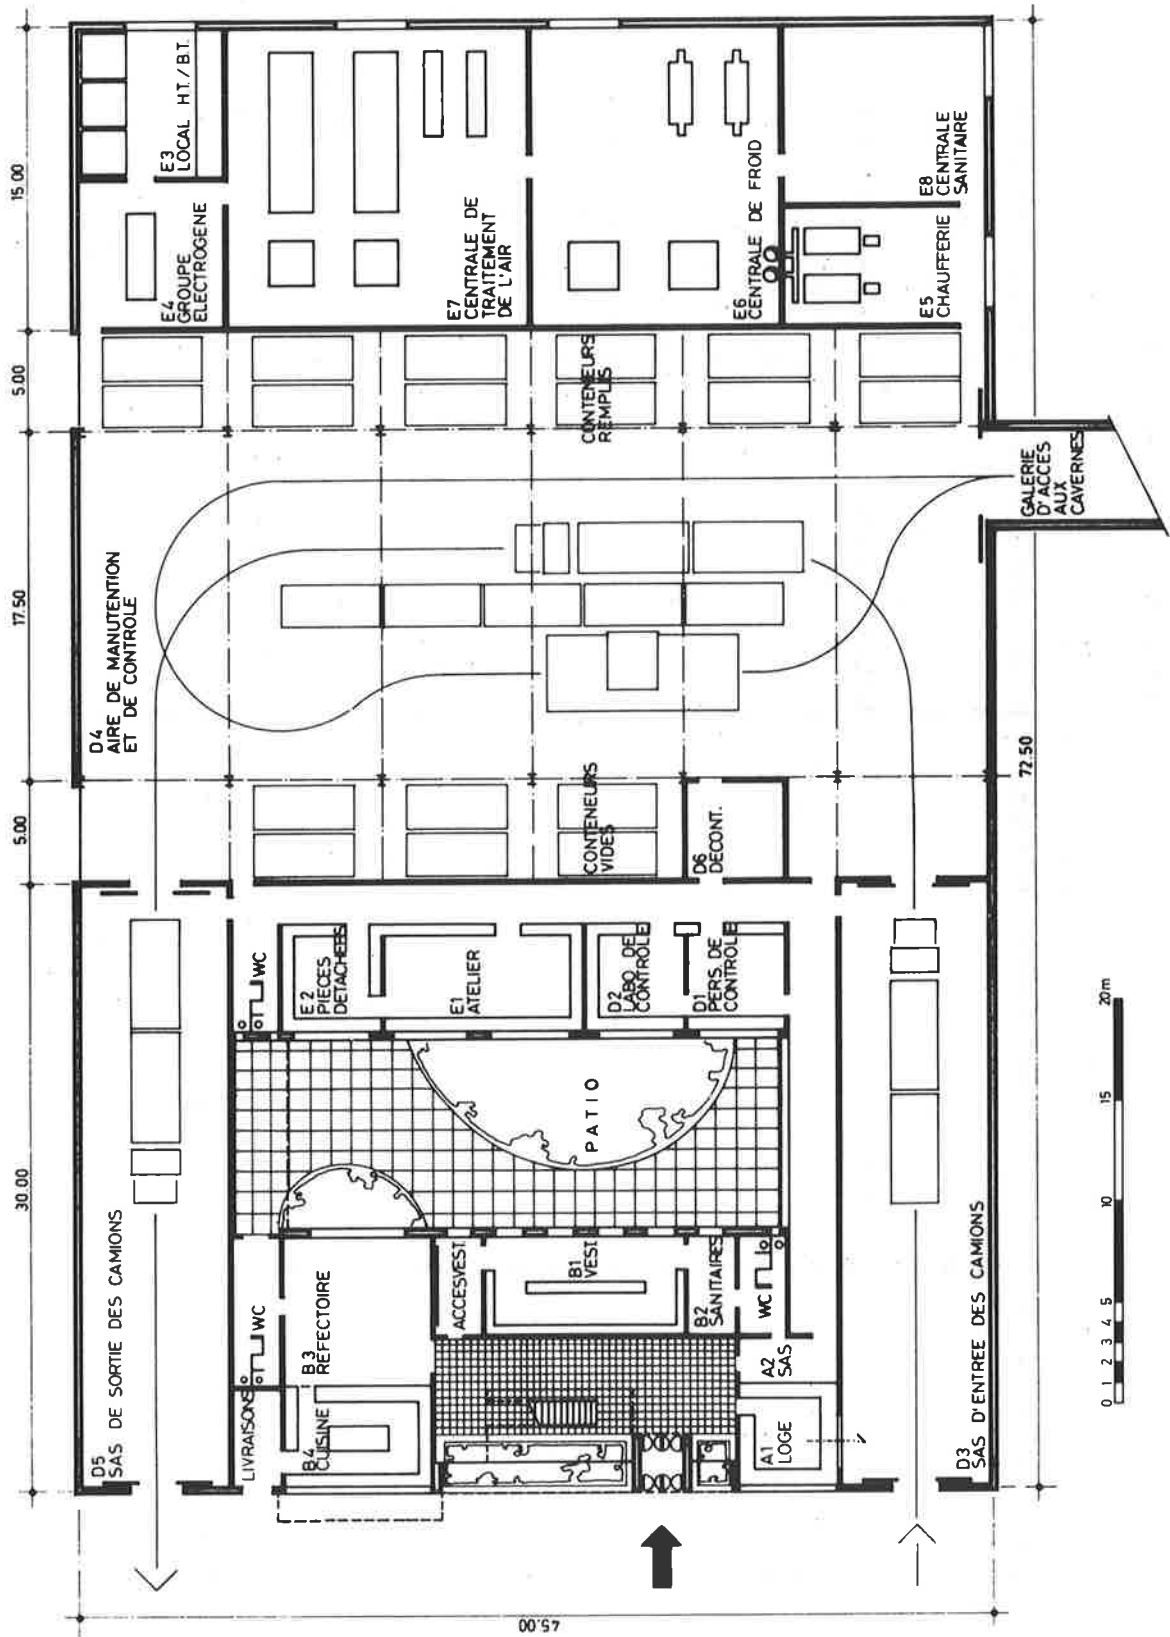 15.00
5.00
17.50
5.00
30.00
45.00
72.50
E3
LOCAL H.T. / B.T.
E4
GROUPE
ELECTROGENE
E7
CENTRALE DE
TRAITEMENT
DE L'AIR
E6
CENTRALE DE FROID
E8
CENTRALE
SANITAIRE
E5
CHAUFFERIE
CONTENEURS
REMPLIS
D4
AIRE DE MANUTENTION
ET DE CONTROLE
GALERIE
D'ACCES
AUX
CAVERNES
CONTENEURS
VIDES
D6
DECONT.
WC
E.2
PIECES
DETACHEES
E1
ATELIER
D2
LABO DE
CONTROLE
D1
PERS. DE
CONTROLE
PATIO
D5
SAS DE SORTIE DES CAMIONS
WC
LIVRAISONS
B3
REFECTOIRE
B4
CUISINE
ACCES VEST.
B1
VEST.
B2
SANITAIRES
WC
A2
SAS
A1
LOGE
D3
SAS D'ENTREE DES CAMIONS
0 1 2 3 4 5 10 15 20m